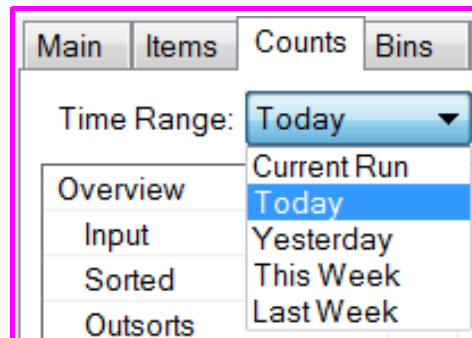 Main Items Counts Bins
Time Range: Today
Current Run
Overview Today
Input Yesterday
Sorted This Week
Outsorts Last Week